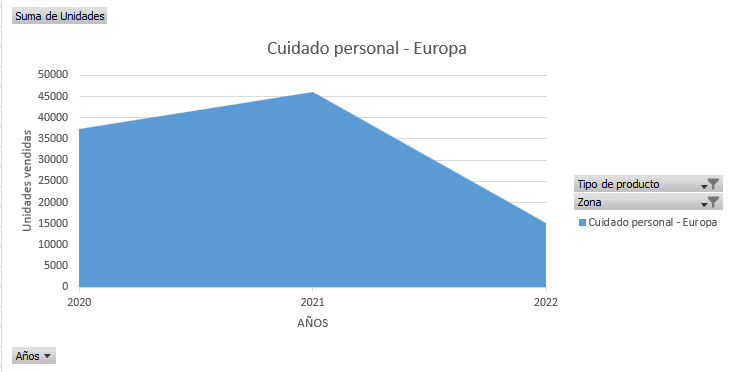 Suma de Unidades
Cuidado personal - Europa
50000
45000
40000
35000
30000
25000
20000
15000
10000
5000
0
Unidades vendidas
2020
2021
2022
AÑOS
Tipo de producto
Zona
Cuidado personal - Europa
Años